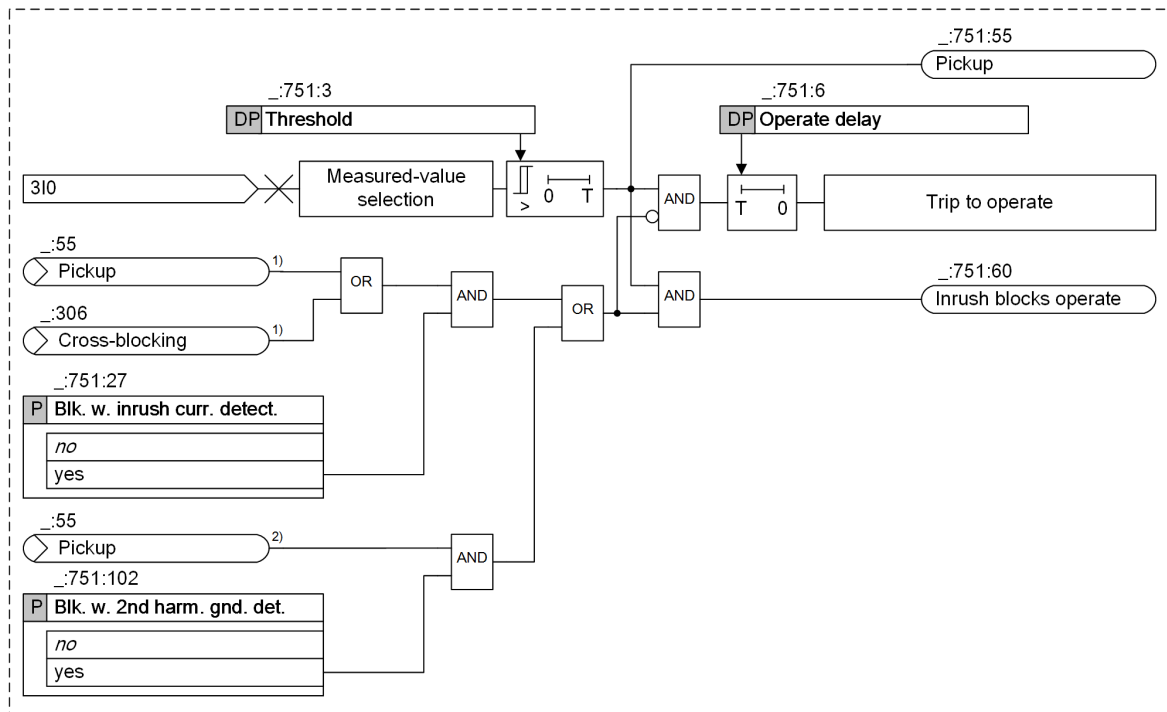 _:751:55
Pickup
_:751:3
DP Threshold
_:751:6
DP Operate delay
3I0
Measured-value
selection
>
0 T
AND
T 0
Trip to operate
_:55
Pickup
1)
OR
AND
OR
AND
_:751:60
Inrush blocks operate
_:306
Cross-blocking
1)
_:751:27
P Blk. w. inrush curr. detect.
no
yes
_:55
Pickup
2)
AND
_:751:102
P Blk. w. 2nd harm. gnd. det.
no
yes